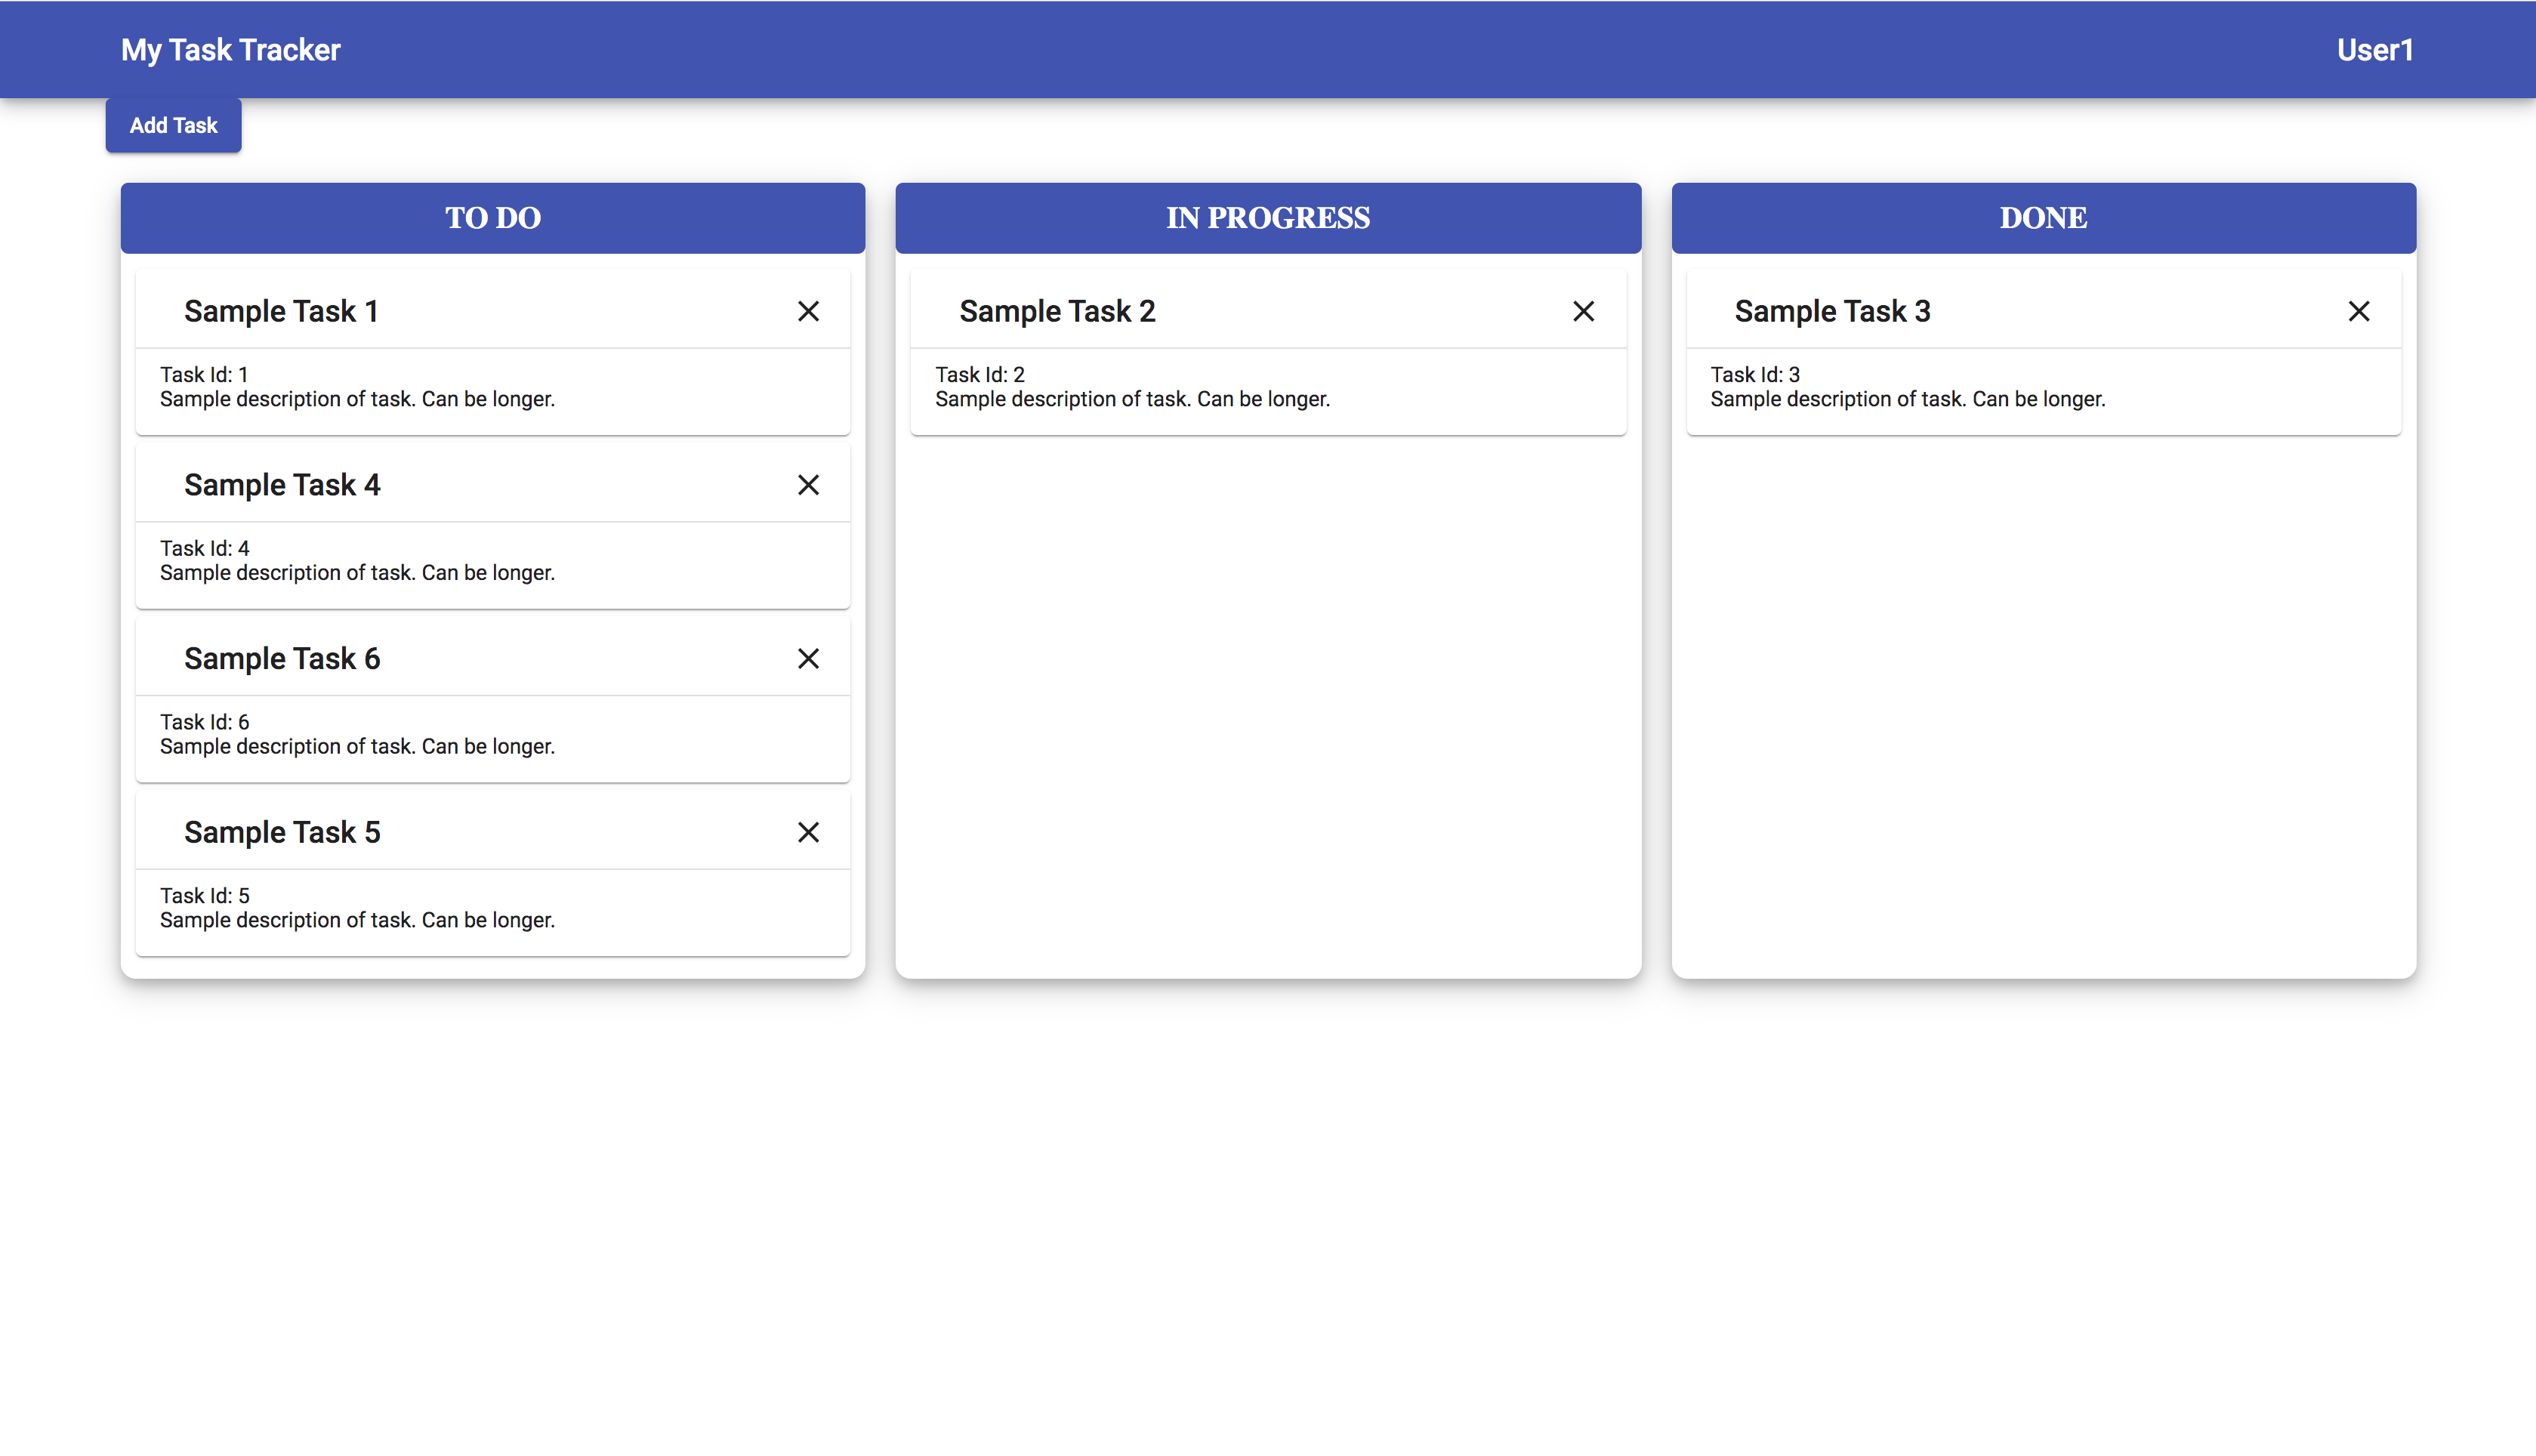 My Task Tracker
User1
Add Task
TO DO
Sample Task 1
Task Id: 1
Sample description of task. Can be longer.
Sample Task 4
Task Id: 4
Sample description of task. Can be longer.
Sample Task 6
Task Id: 6
Sample description of task. Can be longer.
Sample Task 5
Task Id: 5
Sample description of task. Can be longer.
IN PROGRESS
Sample Task 2
Task Id: 2
Sample description of task. Can be longer.
DONE
Sample Task 3
Task Id: 3
Sample description of task. Can be longer.